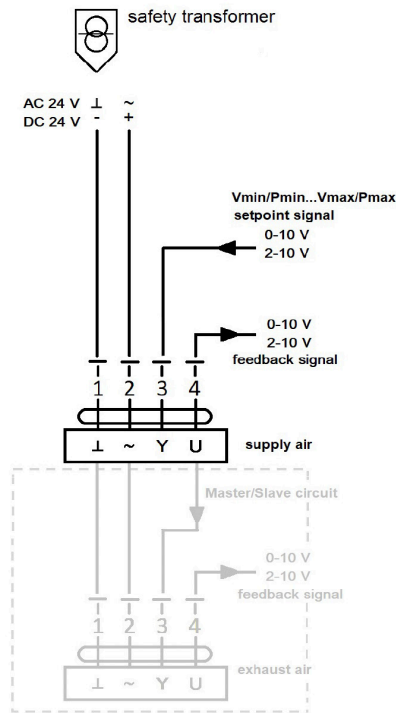 safety transformer
AC 24 V ⊥ ~
DC 24 V - +
Vmin/Pmin...Vmax/Pmax
setpoint signal
0-10 V
2-10 V
0-10 V
2-10 V
feedback signal
1 2 3 4
⊥ ~ Y U
supply air
Master/Slave circuit
0-10 V
2-10 V
feedback signal
1 2 3 4
exhaust air
⊥ ~ Y U